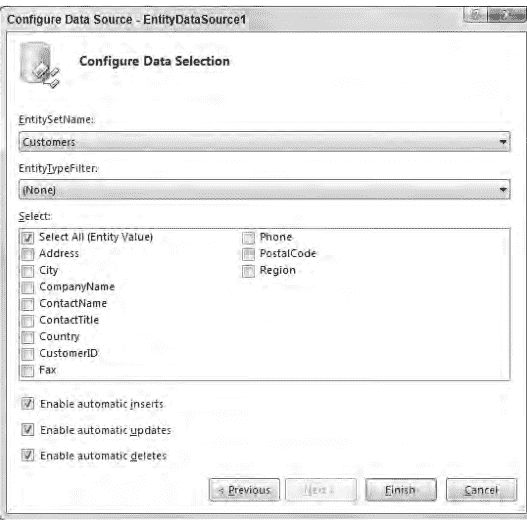 Configure Data Source - EntityDataSource1
Configure Data Selection
EntitySetName:
Customers
EntityTypeFilter:
(None)
Select:
Select All (Entity Value)
Address
City
CompanyName
ContactName
ContactTitle
Country
CustomerID
Fax
Phone
PostalCode
Region
Enable automatic inserts
Enable automatic updates
Enable automatic deletes
< Previous Next > Finish Cancel